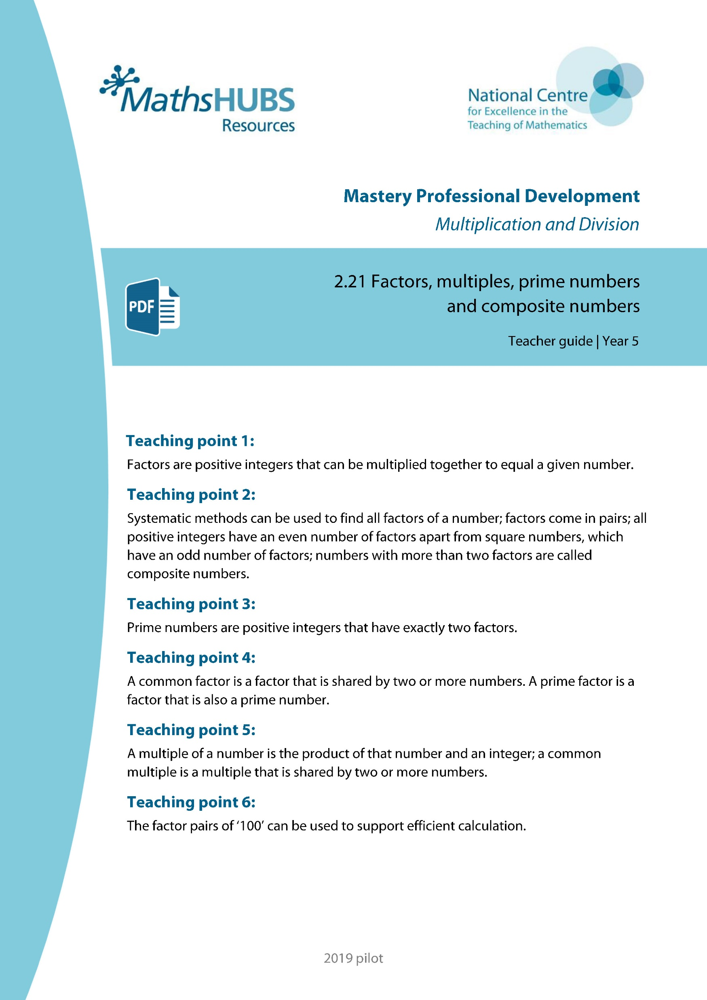 MathsHUBS
Resources
National Centre
for Excellence in the
Teaching of Mathematics
Mastery Professional Development
Multiplication and Division
PDF
2.21 Factors, multiples, prime numbers
and composite numbers
Teacher guide | Year 5
Teaching point 1:
Factors are positive integers that can be multiplied together to equal a given number.
Teaching point 2:
Systematic methods can be used to find all factors of a number; factors come in pairs; all
positive integers have an even number of factors apart from square numbers, which
have an odd number of factors; numbers with more than two factors are called
composite numbers.
Teaching point 3:
Prime numbers are positive integers that have exactly two factors.
Teaching point 4:
A common factor is a factor that is shared by two or more numbers. A prime factor is a
factor that is also a prime number.
Teaching point 5:
A multiple of a number is the product of that number and an integer; a common
multiple is a multiple that is shared by two or more numbers.
Teaching point 6:
The factor pairs of ‘100’ can be used to support efficient calculation.
2019 pilot